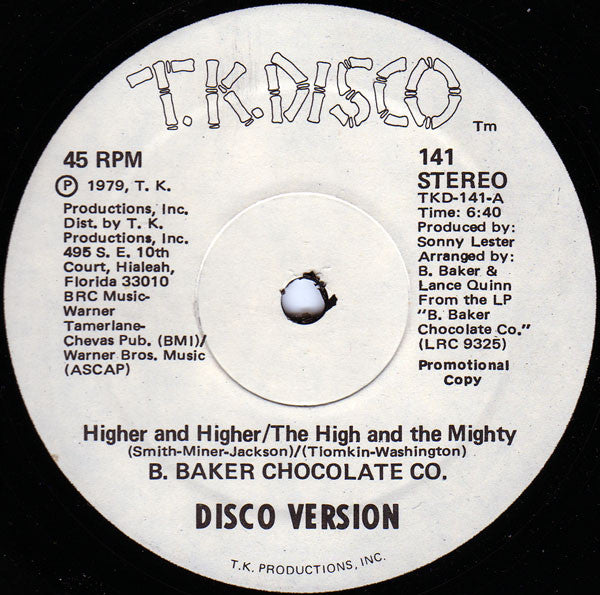 T.K.DISCO
Tm
45 RPM
Ⓟ 1979, T. K.
Productions, Inc.
Dist. by T. K.
Productions, Inc.
495 S. E. 10th
Court, Hialeah,
Florida 33010
BRC Music-
Warner
Tamerlane-
Chevas Pub. (BMI)/
Warner Bros. Music
(ASCAP)
141
STEREO
TKD-141-A
Time: 6:40
Produced by:
Sonny Lester
Arranged by:
B. Baker &
Lance Quinn
From the LP
"B. Baker
Chocolate Co."
(LRC 9325)
Promotional
Copy
Higher and Higher/The High and the Mighty
(Smith-Miner-Jackson)/(Tlomkin-Washington)
B. BAKER CHOCOLATE CO.
DISCO VERSION
T.K. PRODUCTIONS, INC.